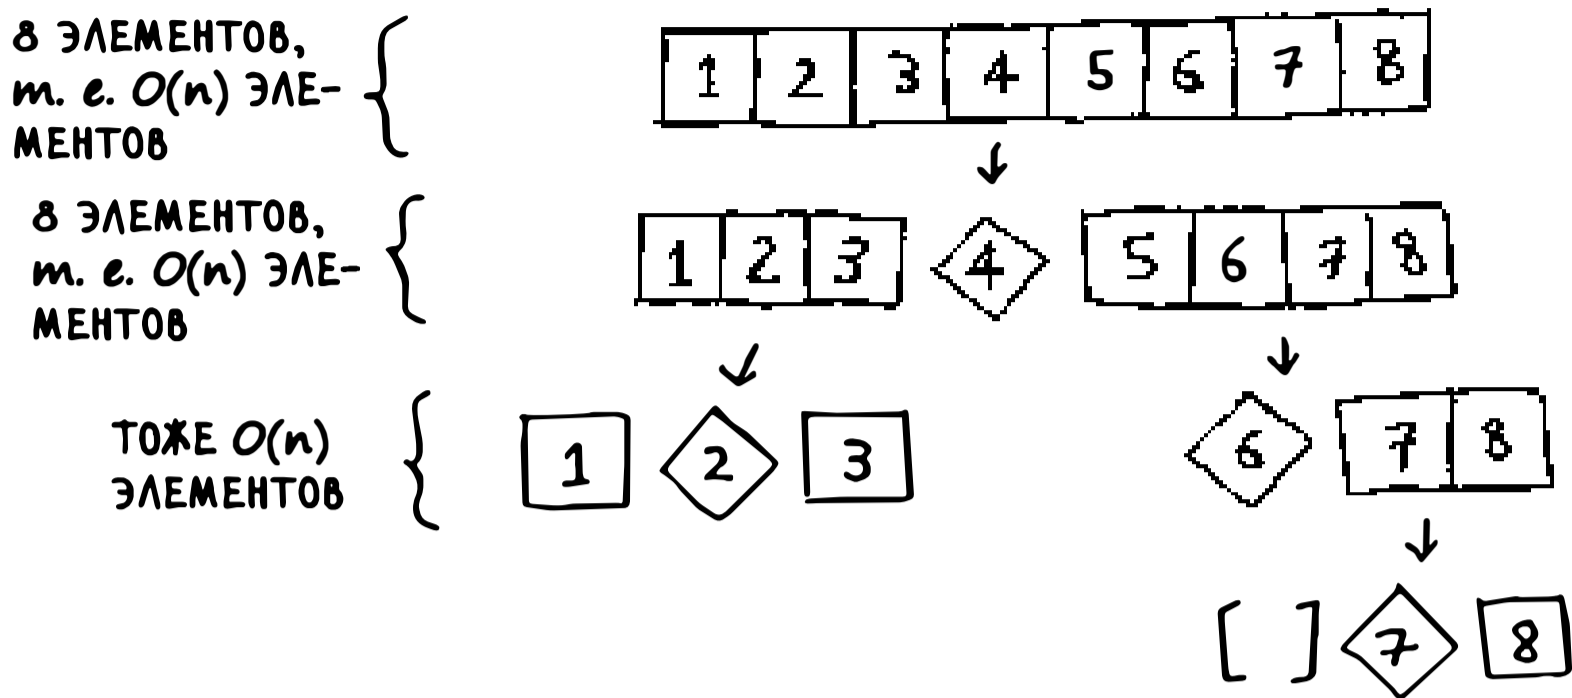 8 ЭЛЕМЕНТОВ,
т. е. O(n) ЭЛЕ-
МЕНТОВ
1 2 3 4 5 6 7 8
8 ЭЛЕМЕНТОВ,
т. е. O(n) ЭЛЕ-
МЕНТОВ
1 2 3 4 5 6 7 8
ТОЖЕ O(n)
ЭЛЕМЕНТОВ
1 2 3 6 7 8
[ ] 7 8